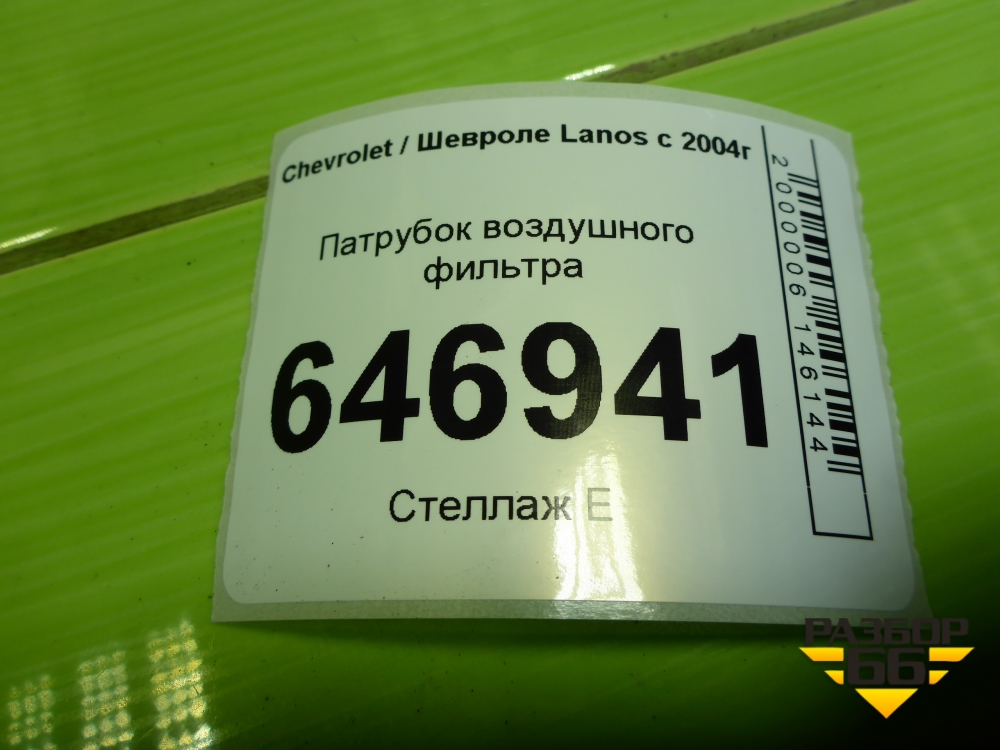 Chevrolet / Шевроле Lanos с 2004г
Патрубок воздушного
фильтра
646941
Стеллаж E
2000006146144
РАЗБОР
66